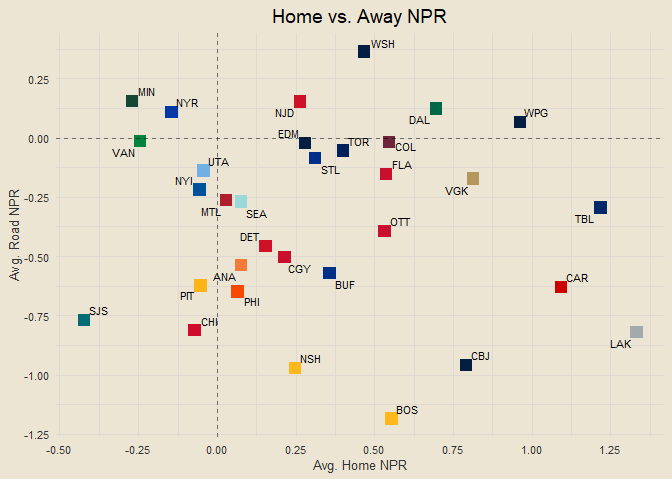 Home vs. Away NPR
WSH
0.25
MIN
NYR
NJD
DAL
WPG
0.00
EDM
TOR
COL
VAN
UTA
STL
FLA
NYI
VGK
-0.25
MTL
SEA
OTT
TBL
DET
-0.50
CGY
ANA
BUF
CAR
PIT
PHI
SJS
-0.75
CHI
LAK
NSH
CBJ
-1.00
BOS
-1.25
Avg. Road NPR
-0.50
-0.25
0.00
0.25
0.50
0.75
1.00
1.25
Avg. Home NPR